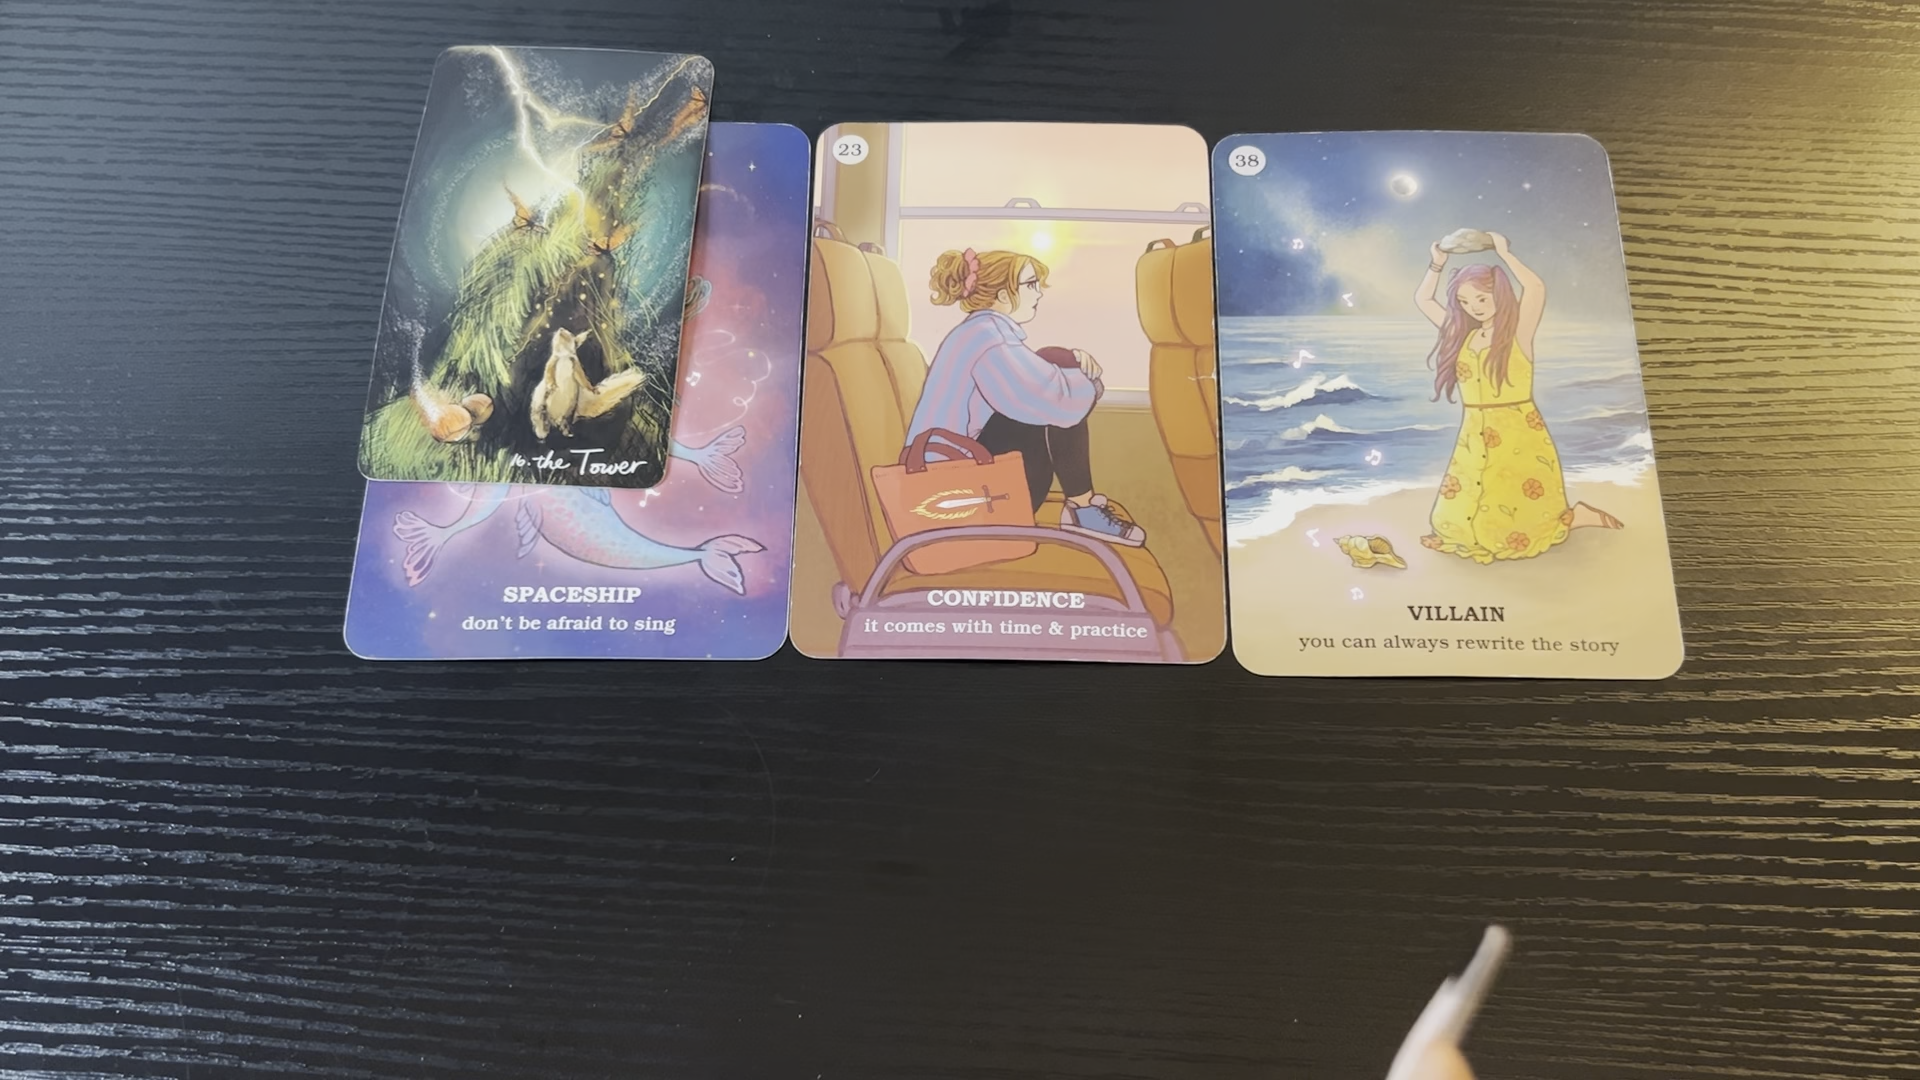 16. the Tower
SPACESHIP
don't be afraid to sing
23
CONFIDENCE
it comes with time & practice
38
VILLAIN
you can always rewrite the story